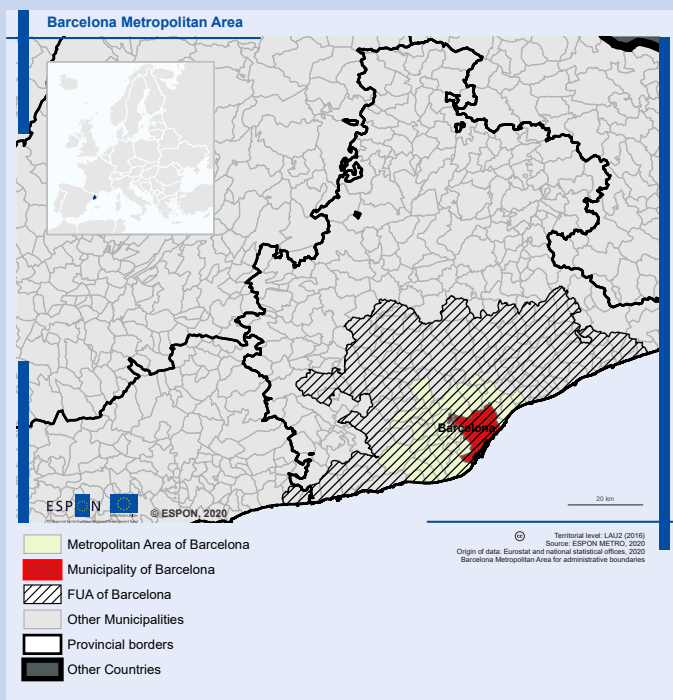 Barcelona Metropolitan Area
Barcelona
20 km
ESPON
© ESPON, 2020
Territorial level: LAU2 (2016)
Source: ESPON METRO, 2020
Origin of data: Eurostat and national statistical offices, 2020
Barcelona Metropolitan Area for administrative boundaries
cc
Metropolitan Area of Barcelona
Municipality of Barcelona
FUA of Barcelona
Other Municipalities
Provincial borders
Other Countries